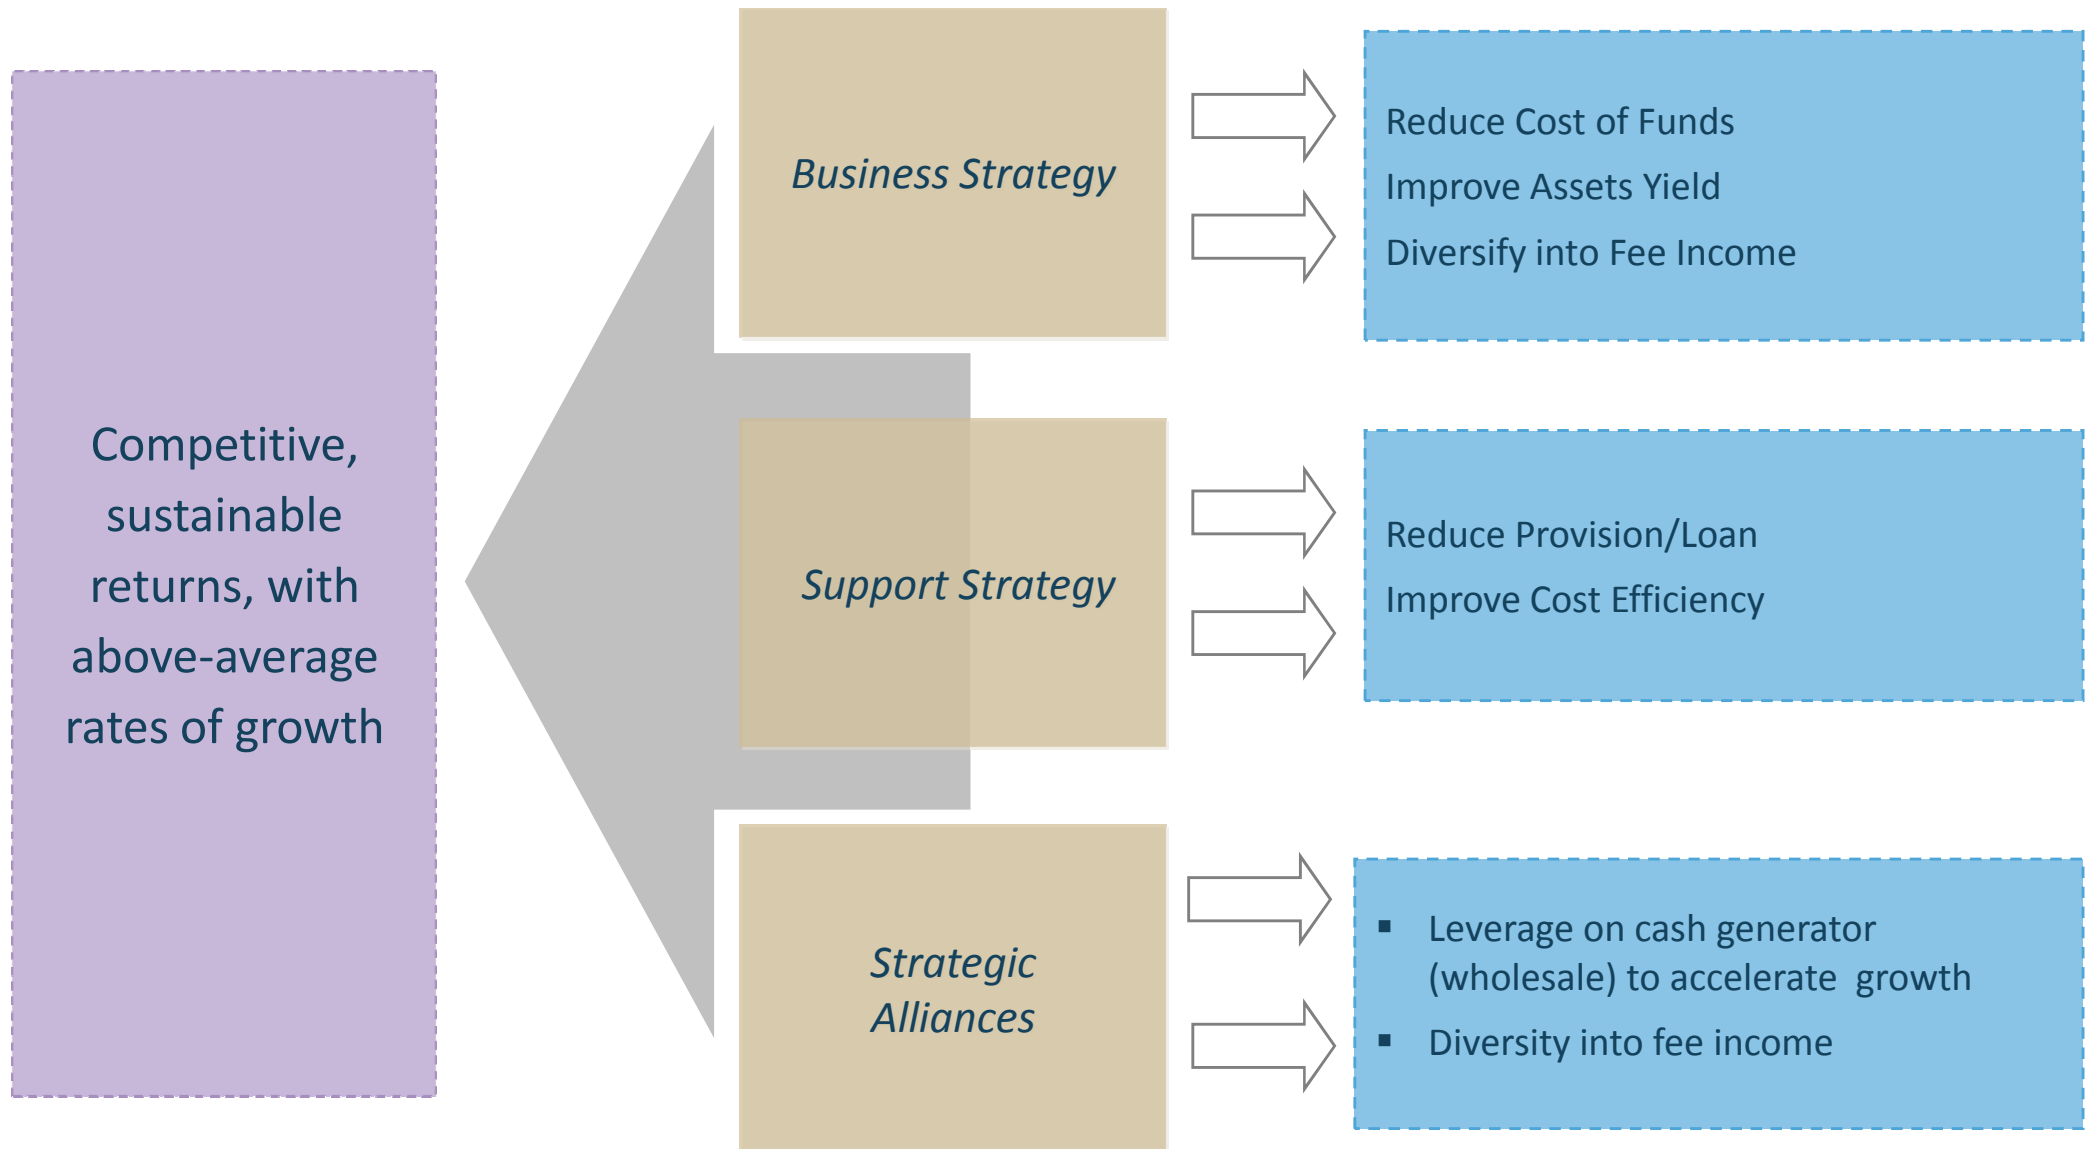 Competitive,
sustainable
returns, with
above-average
rates of growth
Business Strategy
Reduce Cost of Funds
Improve Assets Yield
Diversify into Fee Income
Support Strategy
Reduce Provision/Loan
Improve Cost Efficiency
Strategic
Alliances
▪ Leverage on cash generator
(wholesale) to accelerate growth
▪ Diversity into fee income